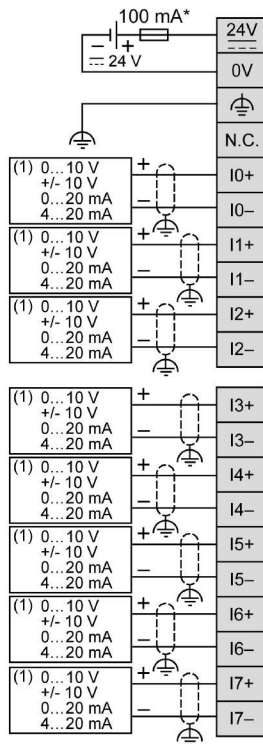 100 mA*
24V
– +
⎓ 24 V
0V
N.C.
(1) 0...10 V
+/- 10 V
0...20 mA
4...20 mA
+
–
I0+
I0–
(1) 0...10 V
+/- 10 V
0...20 mA
4...20 mA
+
–
I1+
I1–
(1) 0...10 V
+/- 10 V
0...20 mA
4...20 mA
+
–
I2+
I2–
(1) 0...10 V
+/- 10 V
0...20 mA
4...20 mA
+
–
I3+
I3–
(1) 0...10 V
+/- 10 V
0...20 mA
4...20 mA
+
–
I4+
I4–
(1) 0...10 V
+/- 10 V
0...20 mA
4...20 mA
+
–
I5+
I5–
(1) 0...10 V
+/- 10 V
0...20 mA
4...20 mA
+
–
I6+
I6–
(1) 0...10 V
+/- 10 V
0...20 mA
4...20 mA
+
–
I7+
I7–